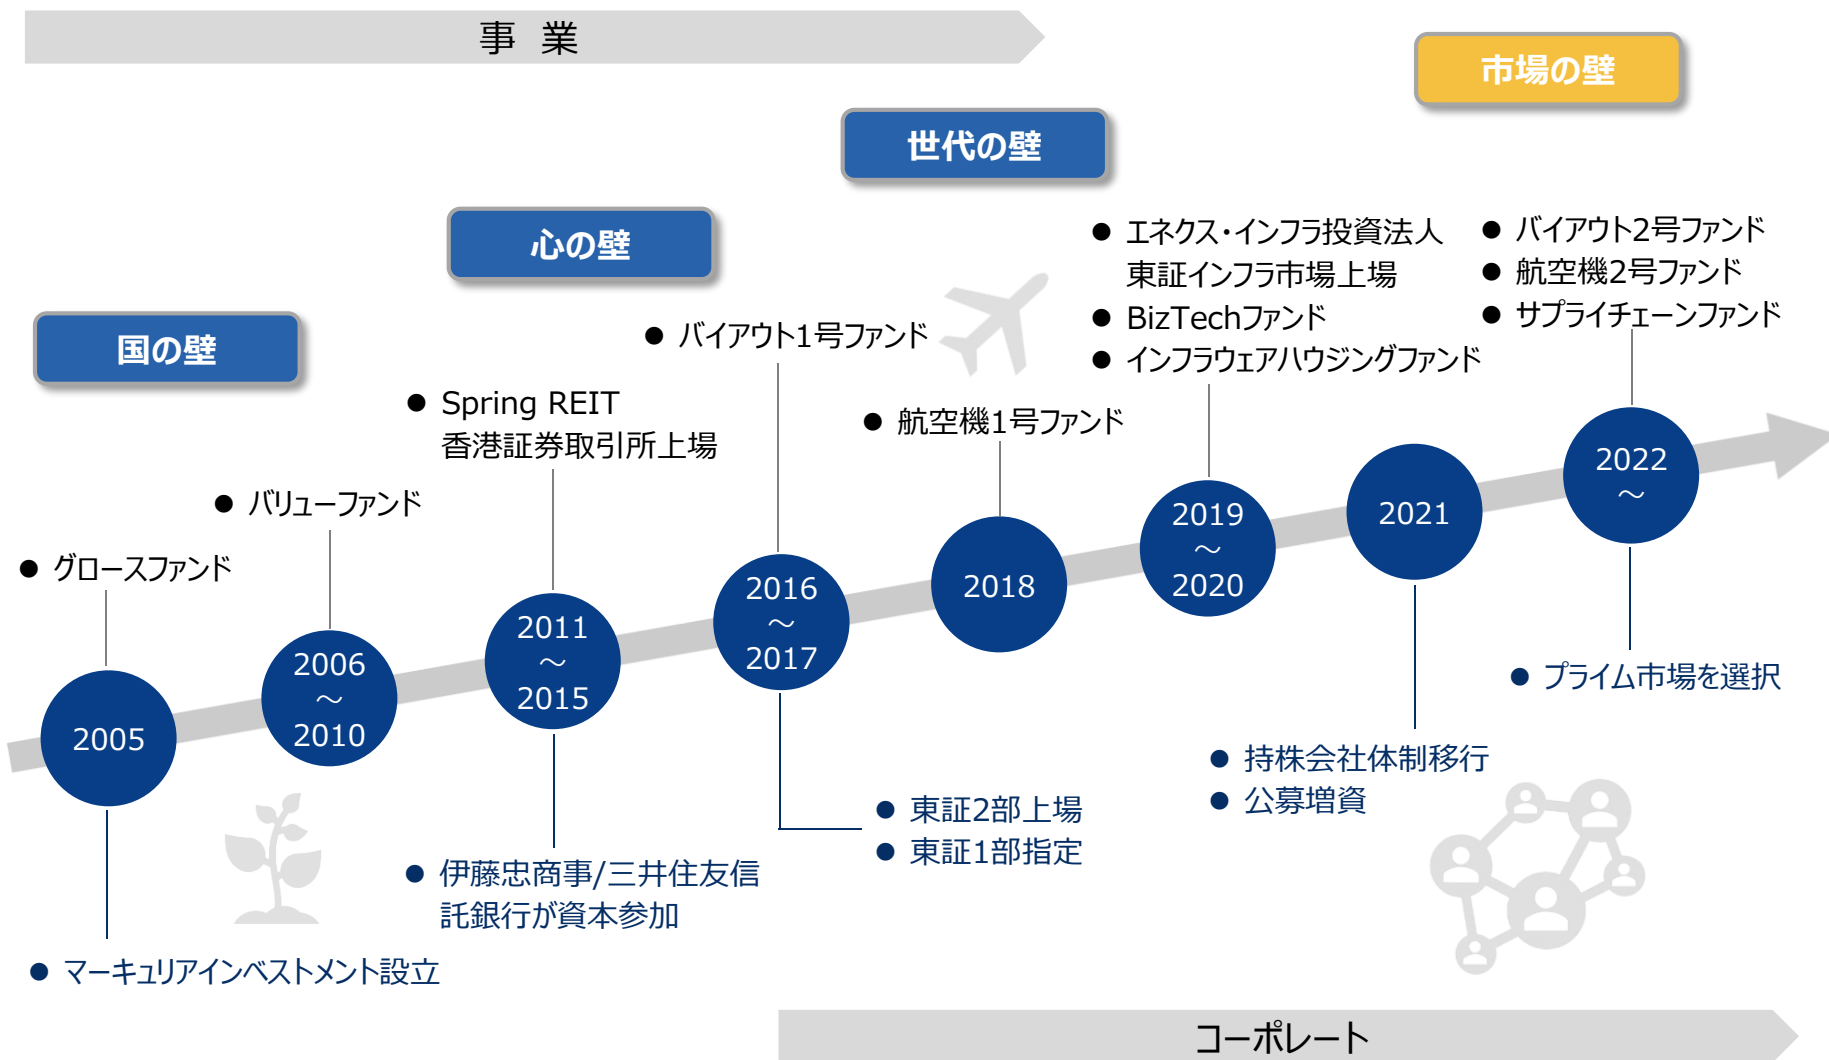 事 業
市場の壁
世代の壁
心の壁
国の壁
● エネクス・インフラ投資法人
東証インフラ市場上場
● BizTechファンド
● インフラウェアハウジングファンド
● バイアウト2号ファンド
● 航空機2号ファンド
● サプライチェーンファンド
● バイアウト1号ファンド
● Spring REIT
香港証券取引所上場
● 航空機1号ファンド
● バリューファンド
● グロースファンド
2005
2006
～
2010
2011
～
2015
2016
～
2017
2018
2019
～
2020
2021
2022
～
● プライム市場を選択
● 持株会社体制移行
● 公募増資
● 東証2部上場
● 東証1部指定
● 伊藤忠商事/三井住友信
託銀行が資本参加
● マーキュリアインベストメント設立
コーポレート